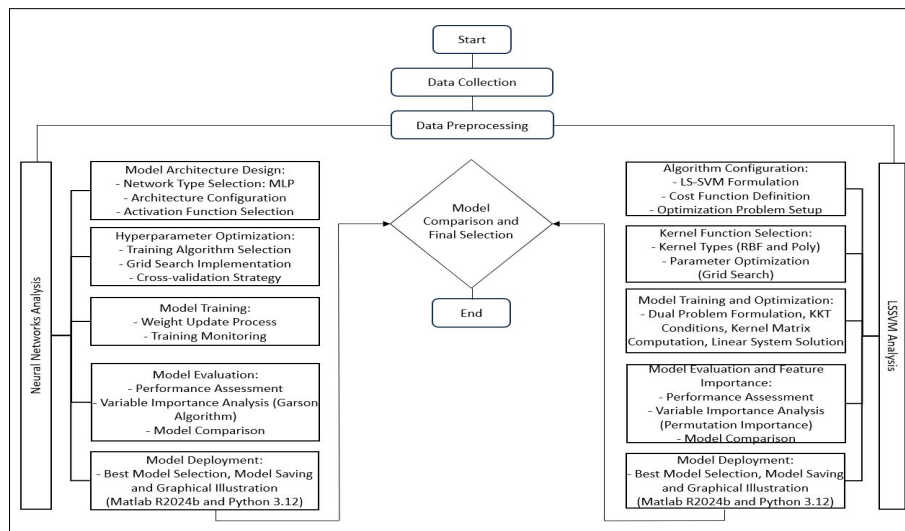 Start
Data Collection
Data Preprocessing
Neural Networks Analysis
Model Architecture Design:
- Network Type Selection: MLP
- Architecture Configuration
- Activation Function Selection
Hyperparameter Optimization:
- Training Algorithm Selection
- Grid Search Implementation
- Cross-validation Strategy
Model Training:
- Weight Update Process
- Training Monitoring
Model Evaluation:
- Performance Assessment
- Variable Importance Analysis (Garson
Algorithm)
- Model Comparison
Model Deployment:
- Best Model Selection, Model Saving
and Graphical Illustration
(Matlab R2024b and Python 3.12)
Model
Comparison and
Final Selection
End
Algorithm Configuration:
- LS-SVM Formulation
- Cost Function Definition
- Optimization Problem Setup
Kernel Function Selection:
- Kernel Types (RBF and Poly)
- Parameter Optimization
(Grid Search)
Model Training and Optimization:
- Dual Problem Formulation, KKT
Conditions, Kernel Matrix
Computation, Linear System Solution
Model Evaluation and Feature
Importance:
- Performance Assessment
- Variable Importance Analysis
(Permutation Importance)
- Model Comparison
Model Deployment:
- Best Model Selection, Model Saving
and Graphical Illustration
(Matlab R2024b and Python 3.12)
LSSVM Analysis